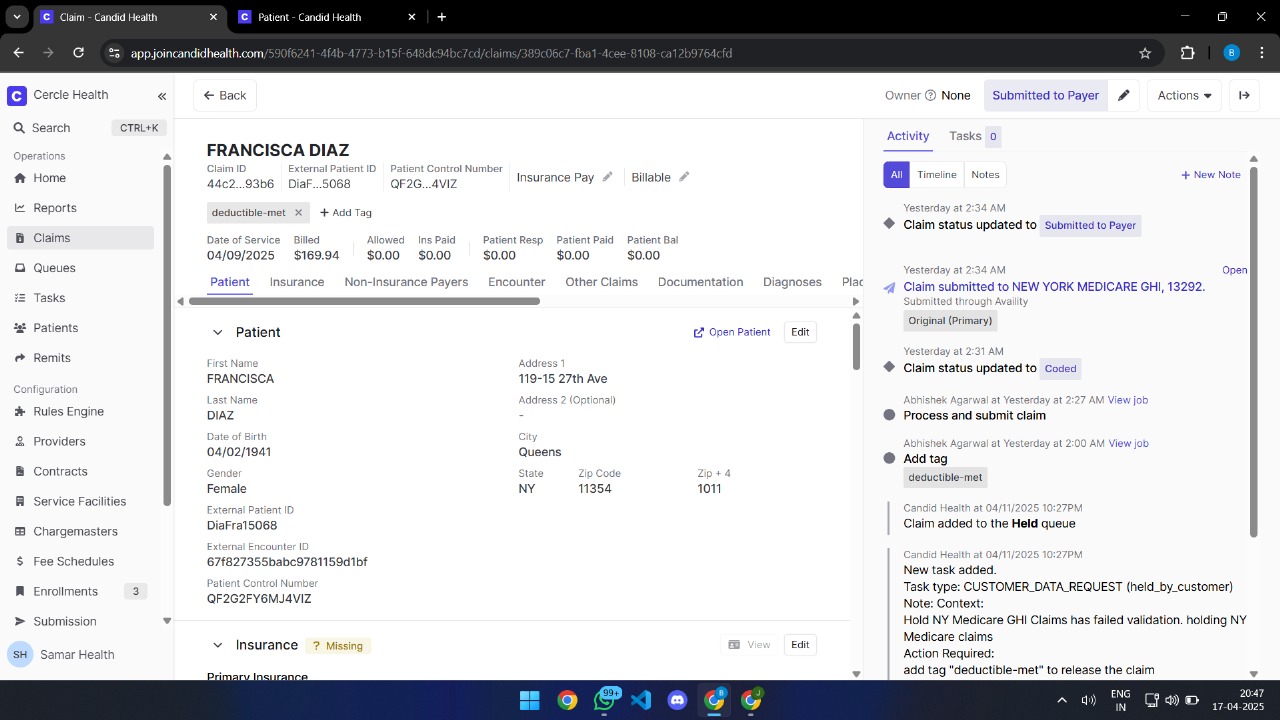 Claim - Candid Health
Patient - Candid Health
app.joincandidhealth.com/590f6241-4f4b-4773-b15f-648dc94bc7cd/claims/389c06c7-fba1-4cee-8108-ca12b9764cfd
B
C Cercle Health
Search CTRL+K
Operations
Home
Reports
Claims
Queues
Tasks
Patients
Remits
Configuration
Rules Engine
Providers
Contracts
Service Facilities
Chargemasters
Fee Schedules
Enrollments 3
Submission
SH Samar Health
Back
Owner None
Submitted to Payer
Actions
FRANCISCA DIAZ
Claim ID External Patient ID Patient Control Number
44c2...93b6 DiaF...5068 QF2G...4VIZ
Insurance Pay Billable
deductible-met × + Add Tag
Date of Service Billed Allowed Ins Paid Patient Resp Patient Paid Patient Bal
04/09/2025 $169.94 $0.00 $0.00 $0.00 $0.00 $0.00
Patient Insurance Non-Insurance Payers Encounter Other Claims Documentation Diagnoses Plac
Patient Open Patient Edit
First Name
FRANCISCA
Last Name
DIAZ
Date of Birth
04/02/1941
Gender
Female
External Patient ID
DiaFra15068
External Encounter ID
67f827355babc9781159d1bf
Patient Control Number
QF2G2FY6MJ4VIZ
Address 1
119-15 27th Ave
Address 2 (Optional)
-
City
Queens
State Zip Code Zip + 4
NY 11354 1011
Insurance ? Missing View Edit
Primary Insurance
Activity Tasks 0
All Timeline Notes + New Note
Yesterday at 2:34 AM
Claim status updated to Submitted to Payer
Yesterday at 2:34 AM Open
Claim submitted to NEW YORK MEDICARE GHI, 13292.
Submitted through Availity
Original (Primary)
Yesterday at 2:31 AM
Claim status updated to Coded
Abhishek Agarwal at Yesterday at 2:27 AM View job
Process and submit claim
Abhishek Agarwal at Yesterday at 2:00 AM View job
Add tag
deductible-met
Candid Health at 04/11/2025 10:27PM
Claim added to the Held queue
Candid Health at 04/11/2025 10:27PM
New task added.
Task type: CUSTOMER_DATA_REQUEST (held_by_customer)
Note: Context:
Hold NY Medicare GHI Claims has failed validation. holding NY
Medicare claims
Action Required:
add tag "deductible-met" to release the claim
99+
B
J
ENG
IN
20:47
17-04-2025